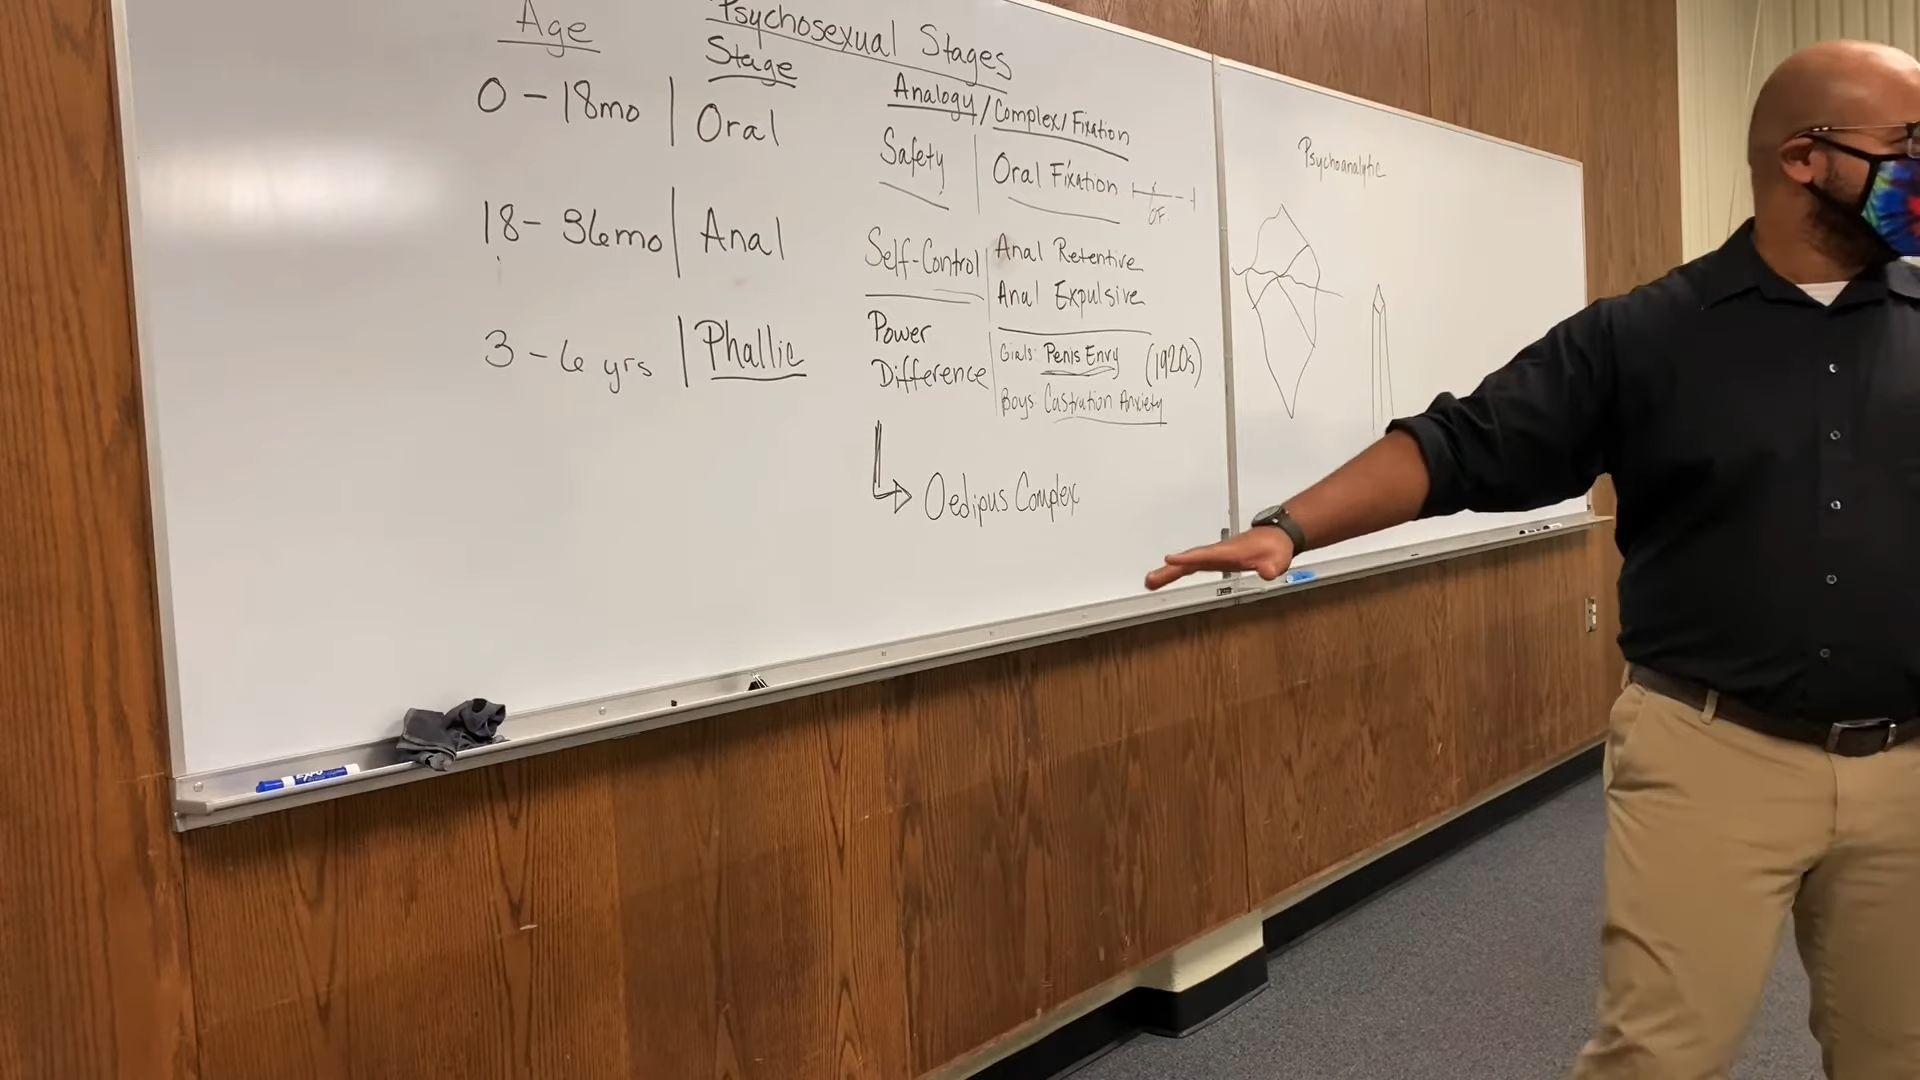 Psychosexual Stages
Age
Stage
Analogy / Complex / Fixation
0 - 18mo | Oral
Safety | Oral Fixation
OF
18 - 36mo | Anal
Self-Control | Anal Retentive
Anal Expulsive
3 - 6 yrs | Phallic
Power
Difference
Girls: Penis Envy (1920s)
Boys Castration Anxiety
Oedipus Complex
Psychoanalytic
EXPO